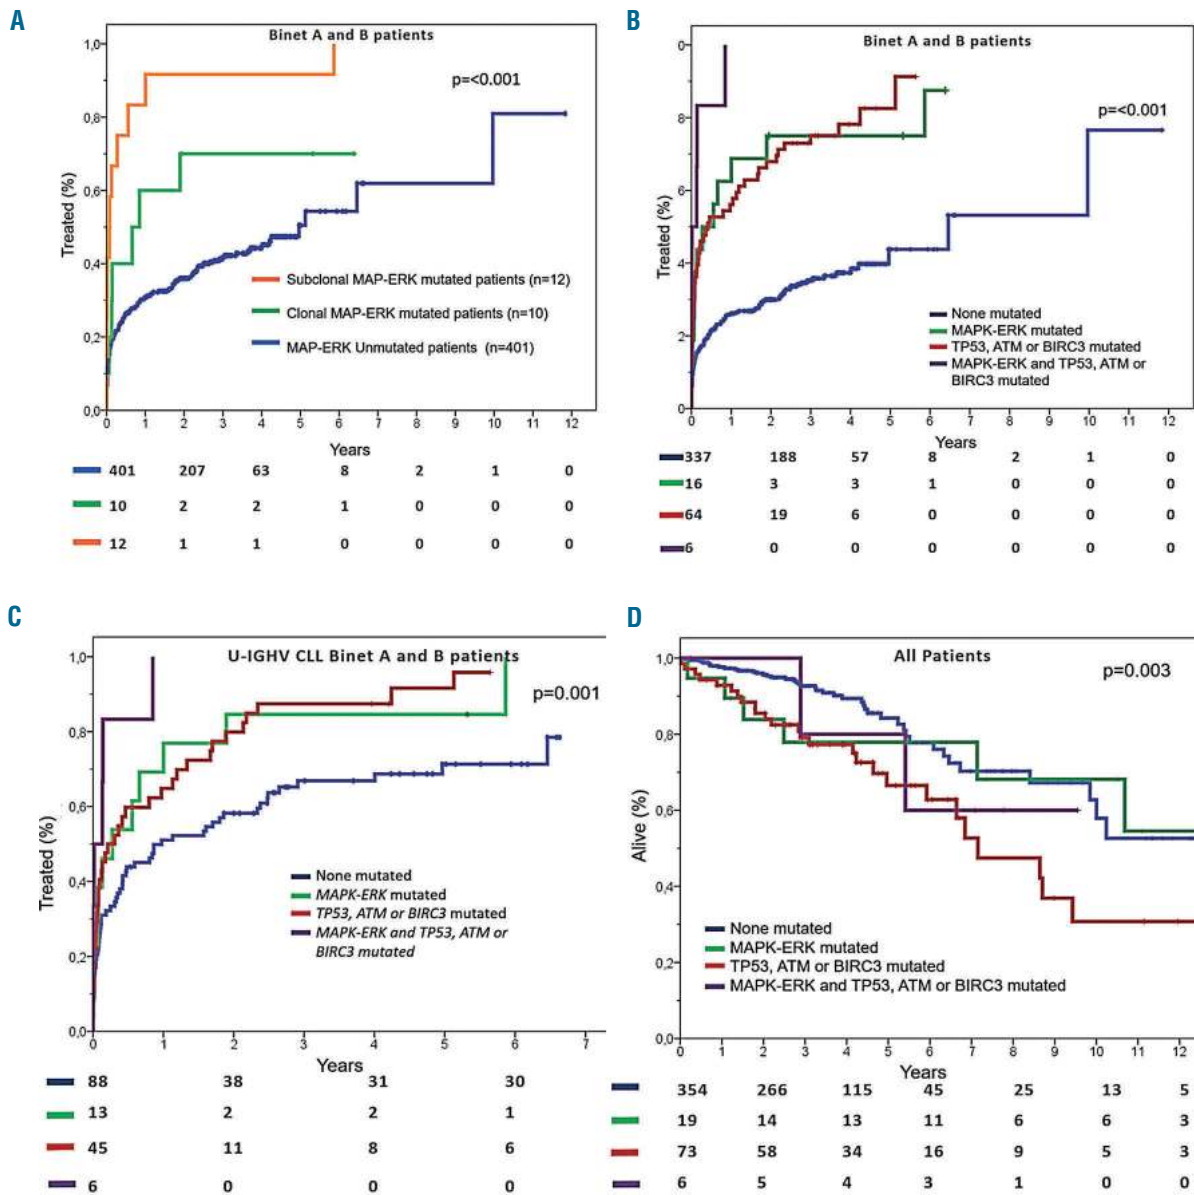 A
Binet A and B patients
p=<0.001
1,0
0,8
0,6
0,4
0,2
0,0
Treated (%)
Subclonal MAP-ERK mutated patients (n=12)
Clonal MAP-ERK mutated patients (n=10)
MAP-ERK Unmutated patients (n=401)
0 1 2 3 4 5 6 7 8 9 10 11 12
Years
401 207 63 8 2 1 0
10 2 2 1 0 0 0
12 1 1 0 0 0 0
B
Binet A and B patients
p=<0.001
0
8
6
4
2
0
Treated (%)
None mutated
MAPK-ERK mutated
TP53, ATM or BIRC3 mutated
MAPK-ERK and TP53, ATM or
BIRC3 mutated
0 1 2 3 4 5 6 7 8 9 10 11 12
Years
337 188 57 8 2 1 0
16 3 3 1 0 0 0
64 19 6 0 0 0 0
6 0 0 0 0 0 0
C
U-IGHV CLL Binet A and B patients
p=0.001
1,0
0,8
0,6
0,4
0,2
0,0
Treated (%)
None mutated
MAPK-ERK mutated
TP53, ATM or BIRC3 mutated
MAPK-ERK and TP53, ATM or
BIRC3 mutated
0 1 2 3 4 5 6 7
Years
88 38 31 30
13 2 2 1
45 11 8 6
6 0 0 0
D
All Patients
p=0.003
1,0
0,8
0,6
0,4
0,2
0,0
Alive (%)
None mutated
MAPK-ERK mutated
TP53, ATM or BIRC3 mutated
MAPK-ERK and TP53, ATM or BIRC3 mutated
0 1 2 3 4 5 6 7 8 9 10 11 12
Years
354 266 115 45 25 13 5
19 14 13 11 6 6 3
73 58 34 16 9 5 3
6 5 4 3 1 0 0